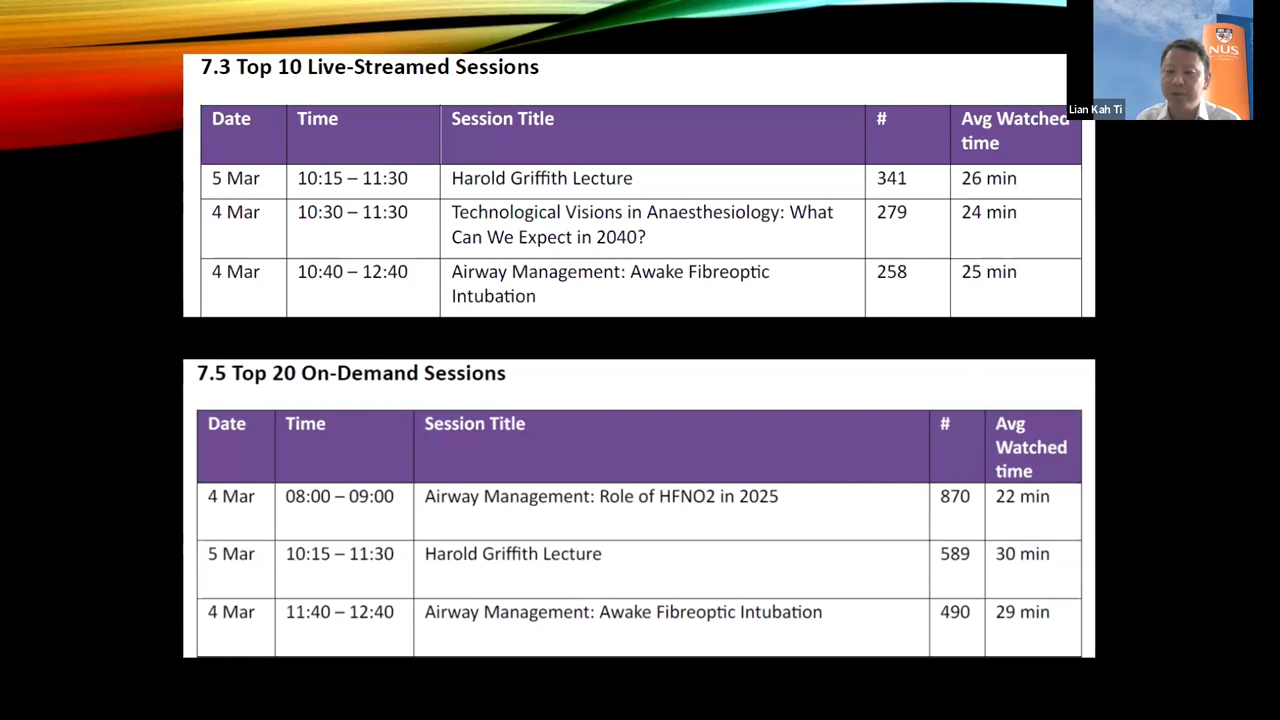 7.3 Top 10 Live-Streamed Sessions
Date Time Session Title # Avg Watched
time
5 Mar 10:15 – 11:30 Harold Griffith Lecture 341 26 min
4 Mar 10:30 – 11:30 Technological Visions in Anaesthesiology: What 279 24 min
Can We Expect in 2040?
4 Mar 10:40 – 12:40 Airway Management: Awake Fibreoptic 258 25 min
Intubation
NUS
Lian Kah Ti
7.5 Top 20 On-Demand Sessions
Date Time Session Title # Avg
Watched
time
4 Mar 08:00 – 09:00 Airway Management: Role of HFNO2 in 2025 870 22 min
5 Mar 10:15 – 11:30 Harold Griffith Lecture 589 30 min
4 Mar 11:40 – 12:40 Airway Management: Awake Fibreoptic Intubation 490 29 min